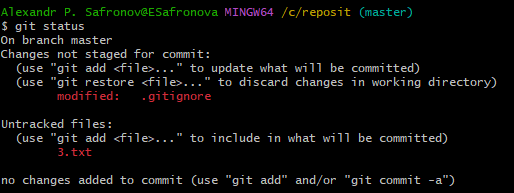 Alexandr P. Safronov@ESafronova MINGW64 /c/reposit (master)
$ git status
On branch master
Changes not staged for commit:
  (use "git add <file>..." to update what will be committed)
  (use "git restore <file>..." to discard changes in working directory)
        modified:   .gitignore

Untracked files:
  (use "git add <file>..." to include in what will be committed)
        3.txt

no changes added to commit (use "git add" and/or "git commit -a")